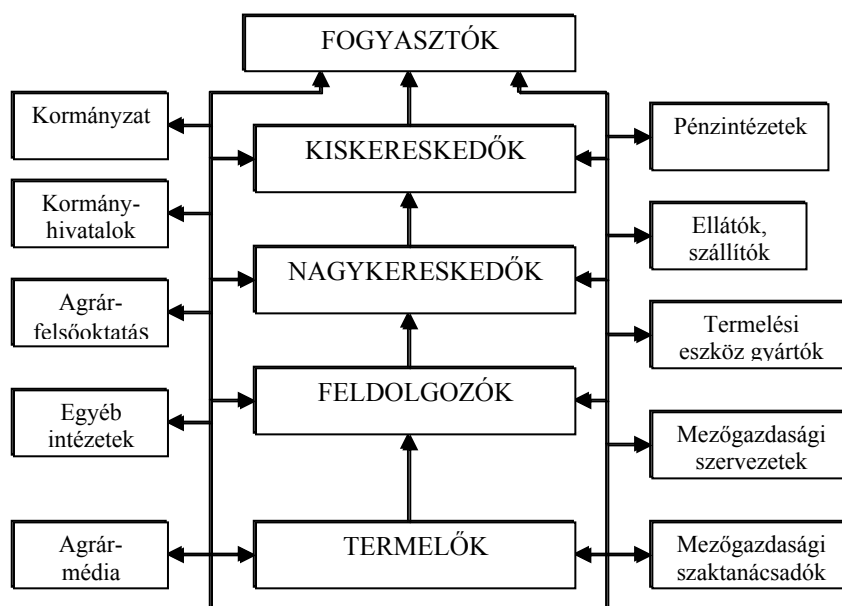 FOGYASZTÓK
Kormányzat
KISKERESKEDŐK
Pénzintézetek
Kormány-
hivatalok
Ellátók,
szállítók
NAGYKERESKEDŐK
Agrár-
felsőoktatás
Termelési
eszköz gyártók
FELDOLGOZÓK
Egyéb
intézetek
Mezőgazdasági
szervezetek
TERMELŐK
Agrár-
média
Mezőgazdasági
szaktanácsadók